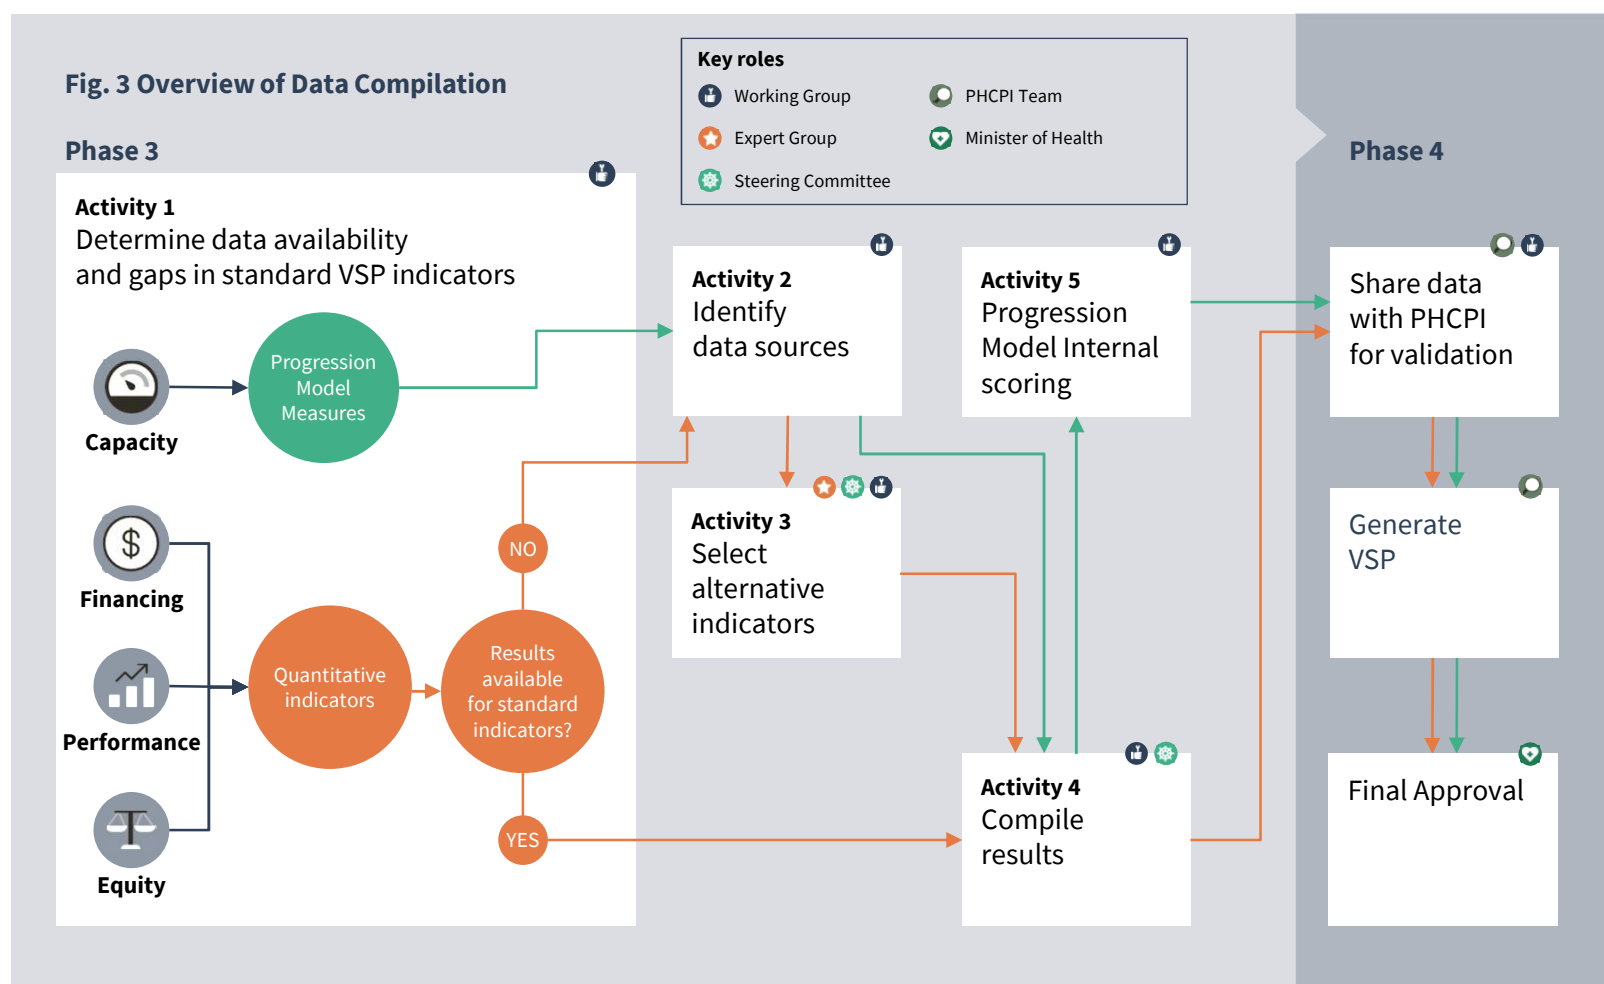 Fig. 3 Overview of Data Compilation
Key roles
Working Group
PHCPI Team
Expert Group
Minister of Health
Steering Committee
Phase 3
Phase 4
Activity 1
Determine data availability
and gaps in standard VSP indicators
Capacity
Progression
Model
Measures
Financing
Performance
Equity
Quantitative
indicators
Results
available
for standard
indicators?
NO
YES
Activity 2
Identify
data sources
Activity 3
Select
alternative
indicators
Activity 4
Compile
results
Activity 5
Progression
Model Internal
scoring
Share data
with PHCPI
for validation
Generate
VSP
Final Approval